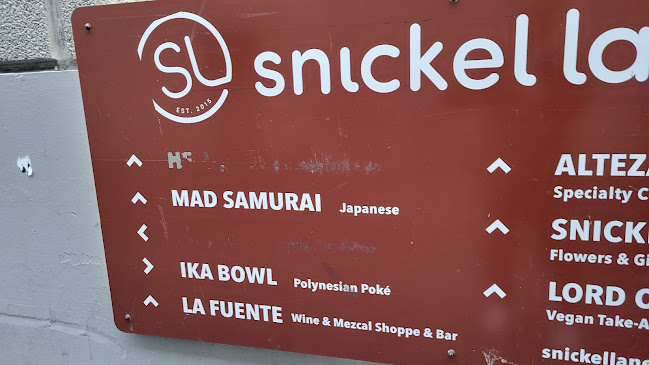 SL
EST. 2015
snickel la
MAD SAMURAI Japanese
IKA BOWL Polynesian Poké
LA FUENTE Wine & Mezcal Shoppe & Bar
ALTEZA
Specialty C
SNICK
Flowers & Gi
LORD O
Vegan Take-A
snickellane